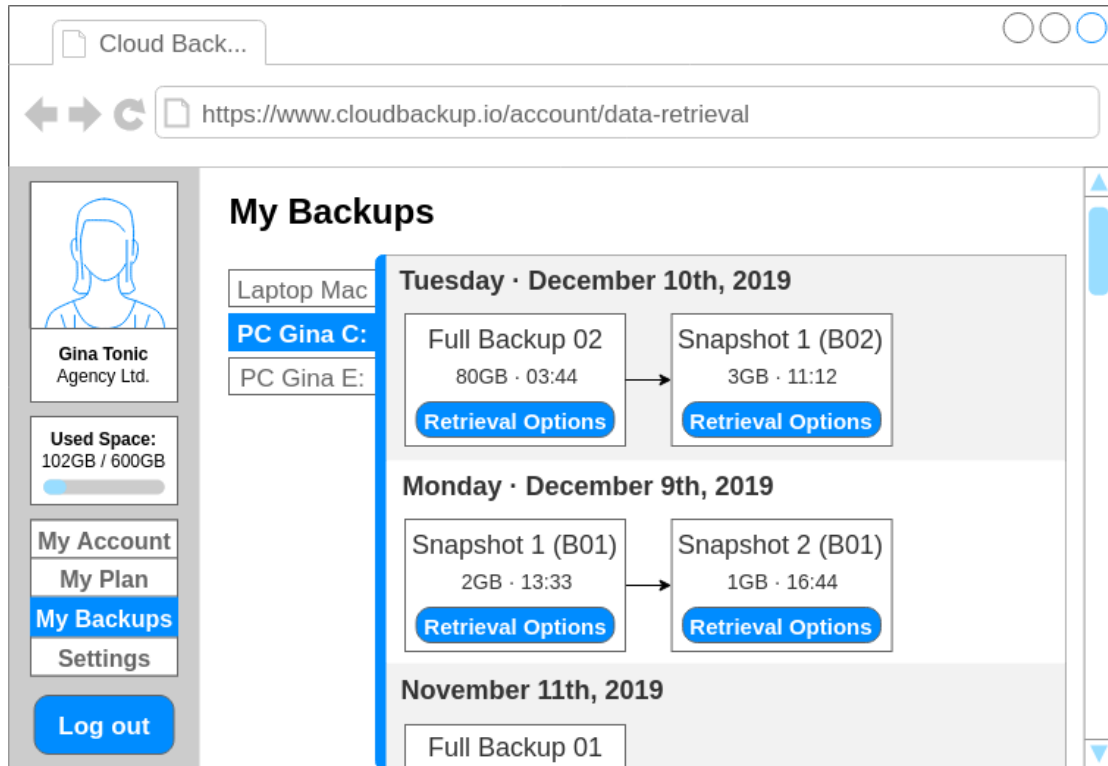 Cloud Back...
https://www.cloudbackup.io/account/data-retrieval
Gina Tonic
Agency Ltd.
Used Space:
102GB / 600GB
My Account
My Plan
My Backups
Settings
Log out
My Backups
Laptop Mac
PC Gina C:
PC Gina E:
Tuesday · December 10th, 2019
Full Backup 02
80GB · 03:44
Retrieval Options
Snapshot 1 (B02)
3GB · 11:12
Retrieval Options
Monday · December 9th, 2019
Snapshot 1 (B01)
2GB · 13:33
Retrieval Options
Snapshot 2 (B01)
1GB · 16:44
Retrieval Options
November 11th, 2019
Full Backup 01